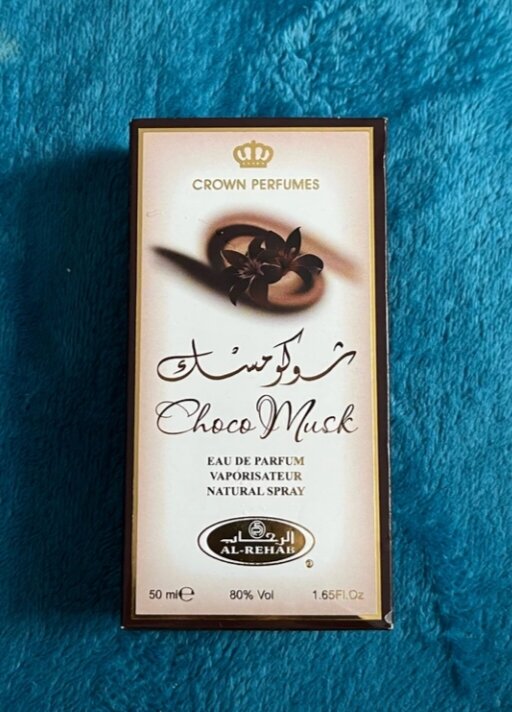 CROWN PERFUMES
شوكو مسك
Choco Musk
EAU DE PARFUM
VAPORISATEUR
NATURAL SPRAY
الرحاب
AL-REHAB
50 ml℮ 80% Vol 1.65Fl.Oz